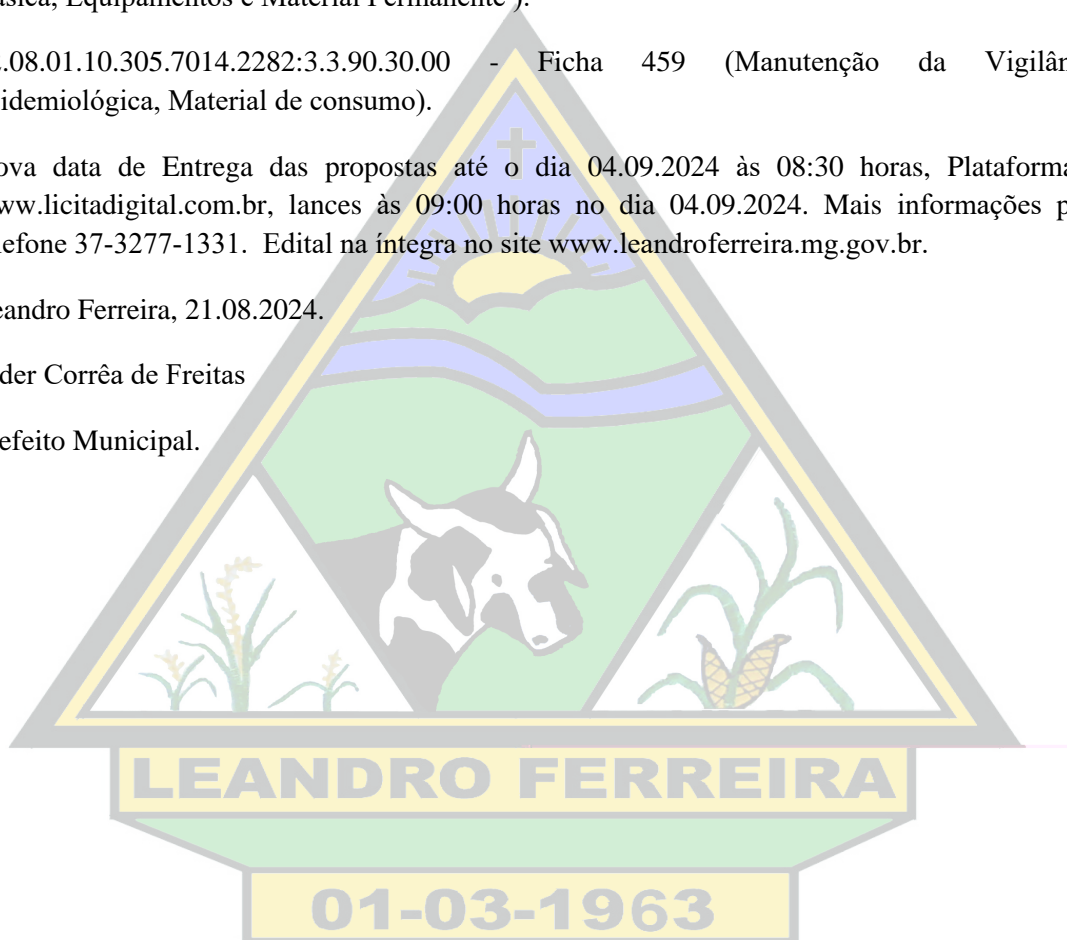 ásica, Equipamentos e Material Permanente ).
.08.01.10.305.7014.2282:3.3.90.30.00 - Ficha 459 (Manutenção da Vigilân
idemiológica, Material de consumo).
ova data de Entrega das propostas até o dia 04.09.2024 às 08:30 horas, Plataforma
ww.licitadigital.com.br, lances às 09:00 horas no dia 04.09.2024. Mais informações p
lefone 37-3277-1331. Edital na íntegra no site www.leandroferreira.mg.gov.br.
eandro Ferreira, 21.08.2024.
der Corrêa de Freitas
efeito Municipal.
LEANDRO FERREIRA
01-03-1963